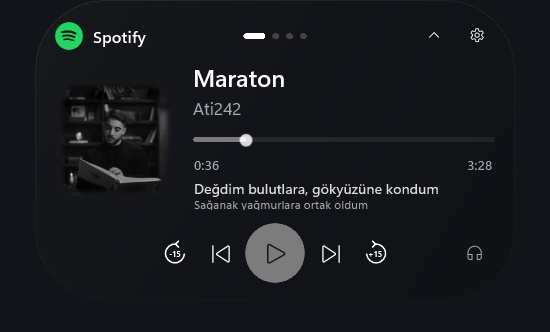 Spotify
Maraton
Ati242
0:36
3:28
Değdim bulutlara, gökyüzüne kondum
Sağanak yağmurlara ortak oldum
-15
+15